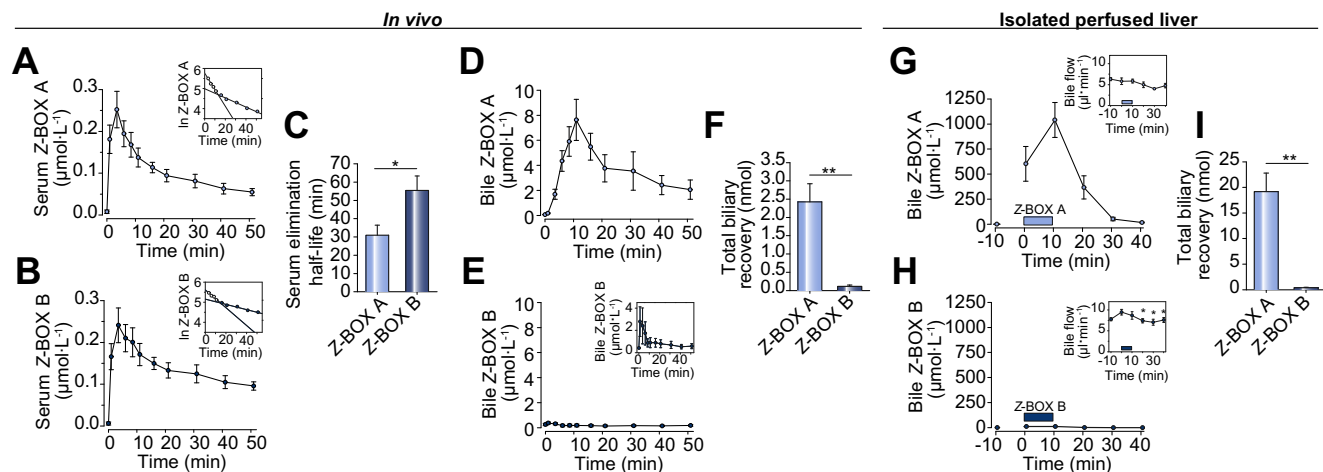 In vivo
Isolated perfused liver
A
Serum Z-BOX A
(μmol·L⁻¹)
0.3
0.2
0.1
0.0
0 10 20 30 40 50
Time (min)
ln Z-BOX A
6
5
4
0 20 40
Time (min)
B
Serum Z-BOX B
(μmol·L⁻¹)
0.3
0.2
0.1
0.0
0 10 20 30 40 50
Time (min)
ln Z-BOX B
6
5
4
0 20 40
Time (min)
C
Serum elimination
half-life (min)
70
60
50
40
30
20
10
0
*
Z-BOX A
Z-BOX B
D
Bile Z-BOX A
(μmol·L⁻¹)
10
8
6
4
2
0
0 10 20 30 40 50
Time (min)
E
Bile Z-BOX B
(μmol·L⁻¹)
10
8
6
4
2
0
0 10 20 30 40 50
Time (min)
Bile Z-BOX B
4
2
0
0 20 40
Time (min)
F
Total biliary
recovery (nmol)
3.0
2.5
2.0
1.5
1.0
0.5
0.0
**
Z-BOX A
Z-BOX B
G
Bile Z-BOX A
(μmol·L⁻¹)
1250
1000
750
500
250
0
Z-BOX A
-10 0 10 20 30 40
Time (min)
Bile flow
(μl*min⁻¹)
10
5
0
-10 10 30
Time (min)
H
Bile Z-BOX B
(μmol·L⁻¹)
1250
1000
750
500
250
0
Z-BOX B
-10 0 10 20 30 40
Time (min)
Bile flow
(μl*min⁻¹)
10
5
0
* * *
-10 10 30
Time (min)
I
Total biliary
recovery (nmol)
25
20
15
10
5
0
**
Z-BOX A
Z-BOX B